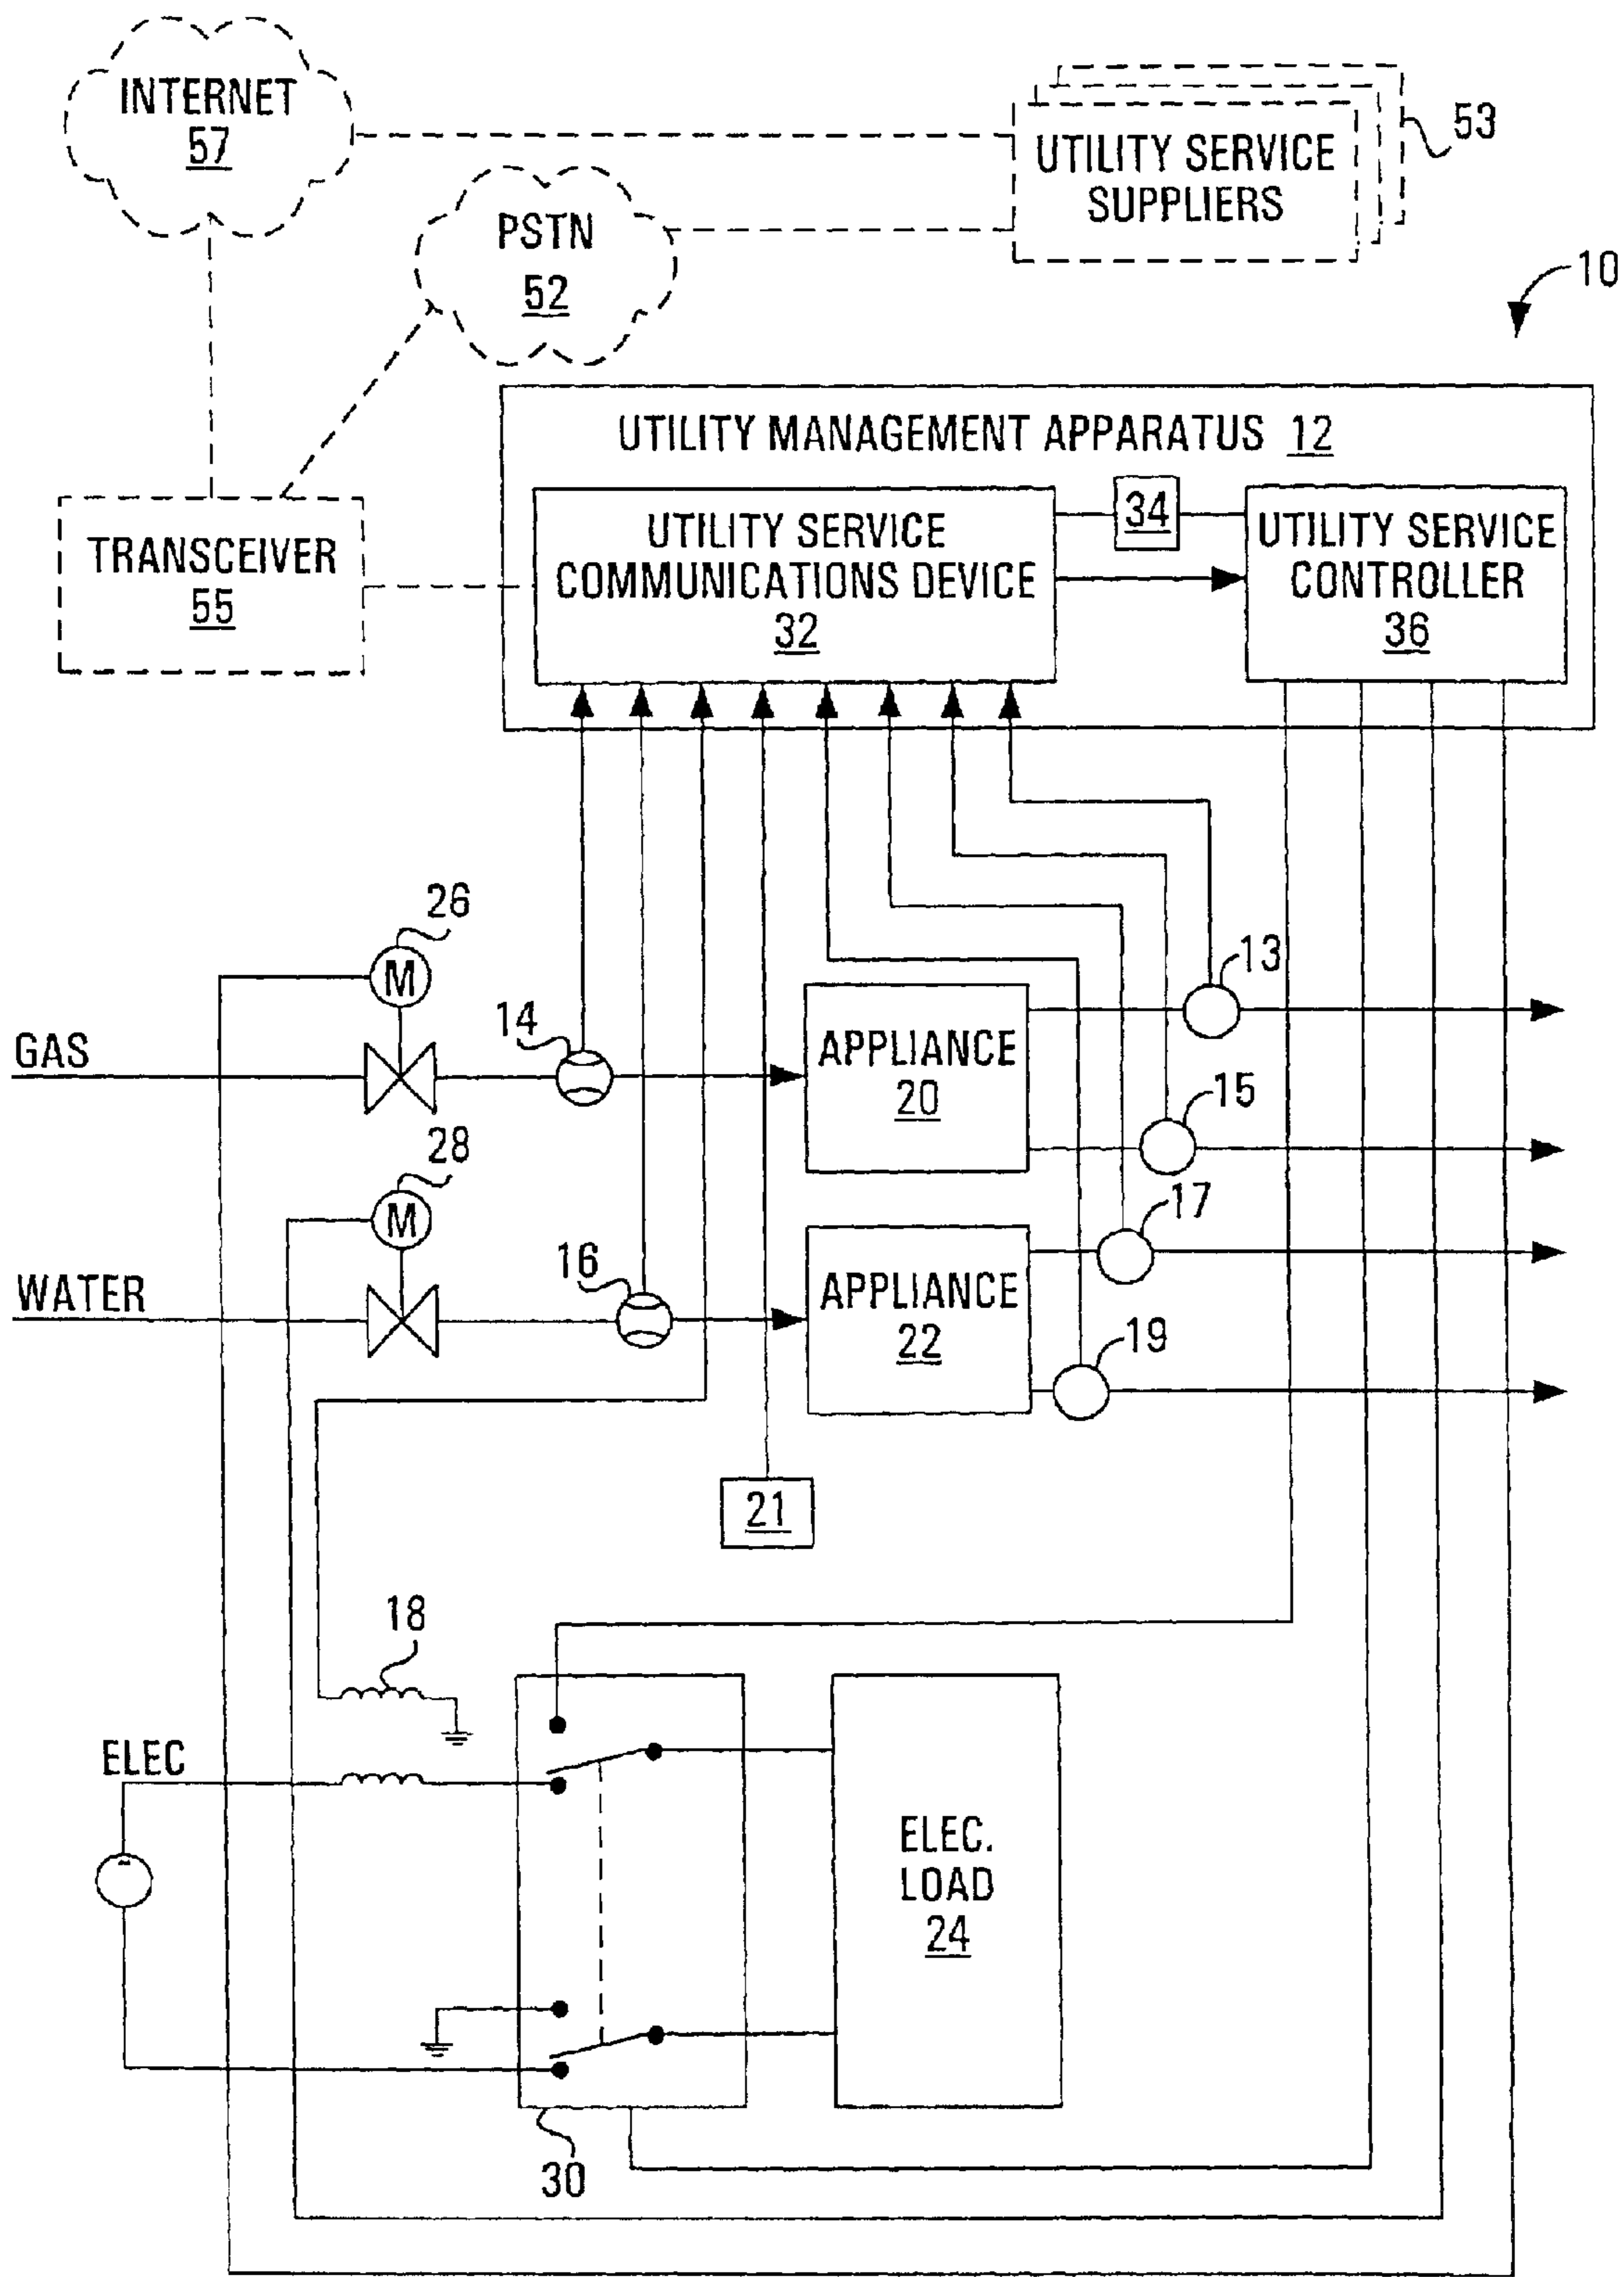 INTERNET
57
53
UTILITY SERVICE
SUPPLIERS
PSTN
52
10
UTILITY MANAGEMENT APPARATUS 12
34
UTILITY SERVICE
COMMUNICATIONS DEVICE
32
UTILITY SERVICE
CONTROLLER
36
TRANSCEIVER
55
26
M
13
14
GAS
APPLIANCE
20
15
28
M
17
16
WATER
APPLIANCE
22
19
21
18
ELEC
ELEC.
LOAD
24
30